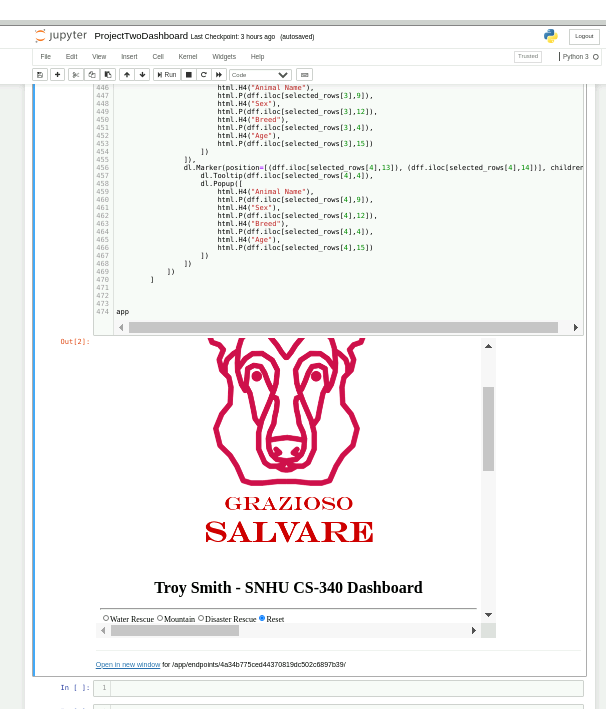 jupyter ProjectTwoDashboard Last Checkpoint: 3 hours ago (autosaved) Logout
File Edit View Insert Cell Kernel Widgets Help Trusted Python 3
Run Code
446 html.H4("Animal Name"),
447 html.P(dff.iloc[selected_rows[3],9]),
448 html.H4("Sex"),
449 html.P(dff.iloc[selected_rows[3],12]),
450 html.H4("Breed"),
451 html.P(dff.iloc[selected_rows[3],4]),
452 html.H4("Age"),
453 html.P(dff.iloc[selected_rows[3],15])
454 ])
455 ]),
456 dl.Marker(position=[(dff.iloc[selected_rows[4],13]), (dff.iloc[selected_rows[4],14])], children
457 dl.Tooltip(dff.iloc[selected_rows[4],4]),
458 dl.Popup([
459 html.H4("Animal Name"),
460 html.P(dff.iloc[selected_rows[4],9]),
461 html.H4("Sex"),
462 html.P(dff.iloc[selected_rows[4],12]),
463 html.H4("Breed"),
464 html.P(dff.iloc[selected_rows[4],4]),
465 html.H4("Age"),
466 html.P(dff.iloc[selected_rows[4],15])
467 ])
468 ])
469 ])
470 ]
471
472
473
474 app
Out[2]:
GRAZIOSO
SALVARE
Troy Smith - SNHU CS-340 Dashboard
Water Rescue Mountain Disaster Rescue Reset
Open in new window for /app/endpoints/4a34b775ced44370819dc502c6897b39/
In [ ]: 1